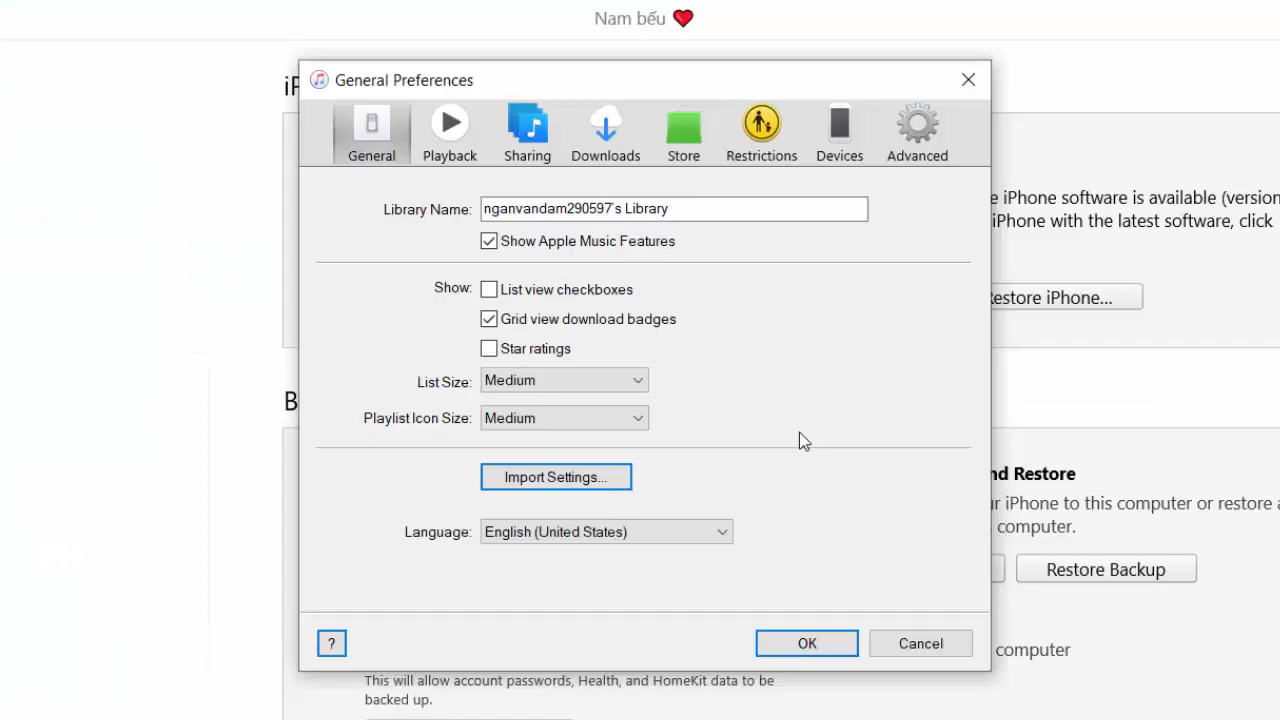 Nam bếu ❤️
General Preferences
General Playback Sharing Downloads Store Restrictions Devices Advanced
Library Name: nganvandam290597's Library
iPhone software is available (version
Show Apple Music Features
iPhone with the latest software, click
Show: List view checkboxes
estore iPhone...
Grid view download badges
Star ratings
List Size: Medium
B
Playlist Icon Size: Medium
Import Settings...
nd Restore
r iPhone to this computer or restore a
computer.
Language: English (United States)
Restore Backup
? OK Cancel
computer
This will allow account passwords, Health, and HomeKit data to be
backed up.